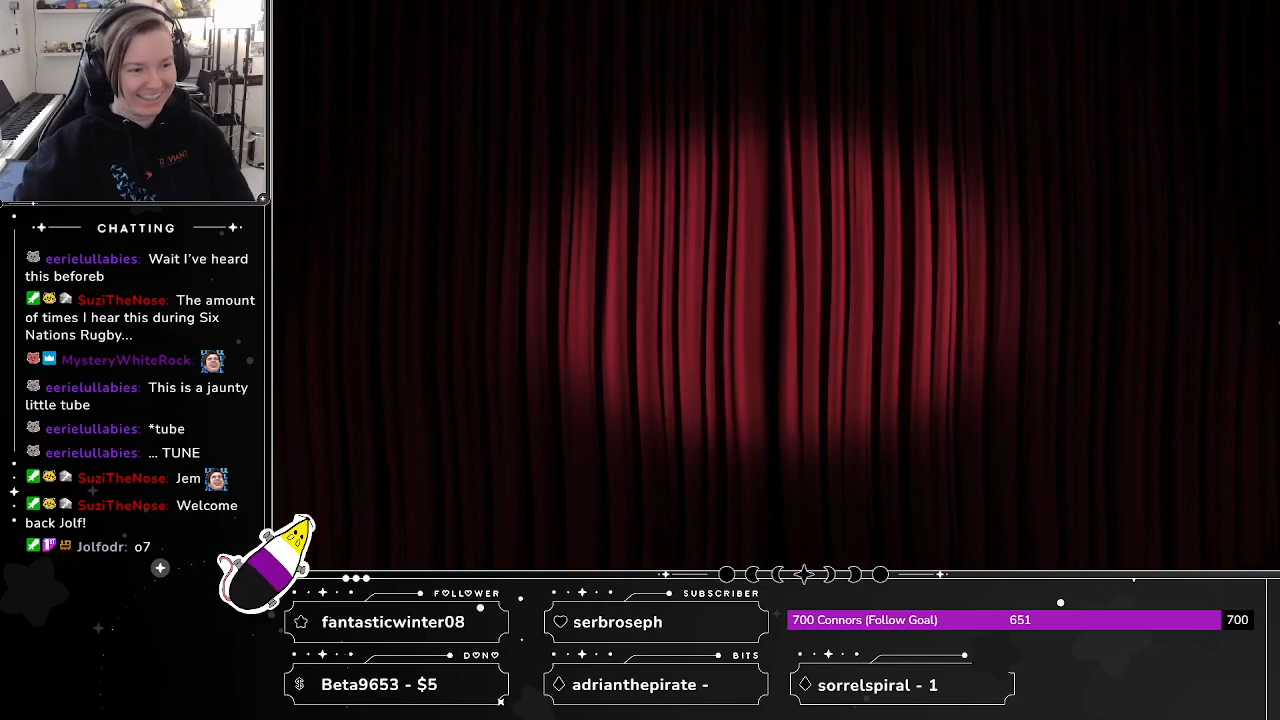 D VIANT
CHATTING
eerielullabies: Wait I've heard
this beforeb
SuziTheNose: The amount
of times I hear this during Six
Nations Rugby...
MysteryWhiteRock:
eerielullabies: This is a jaunty
little tube
eerielullabies: *tube
eerielullabies: ... TUNE
SuziTheNose: Jem
SuziTheNose: Welcome
back Jolf!
Jolfodr: o7
FOLLOWER
fantasticwinter08
SUBSCRIBER
serbroseph
700 Connors (Follow Goal) 651 700
DONO
Beta9653 - $5
BITS
adrianthepirate -
sorrelspiral - 1